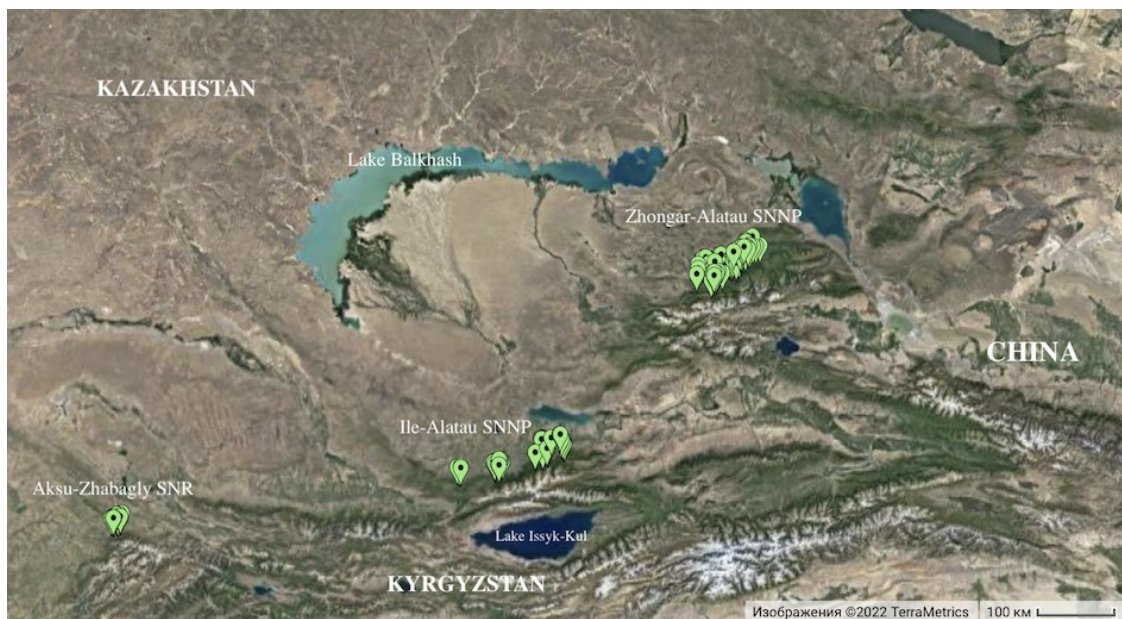 KAZAKHSTAN
Lake Balkhash
Zhongar-Alatau SNNP
CHINA
Ile-Alatau SNNP
Aksu-Zhabagly SNR
Lake Issyk-Kul
KYRGYZSTAN
Изображения ©2022 TerraMetrics 100 км